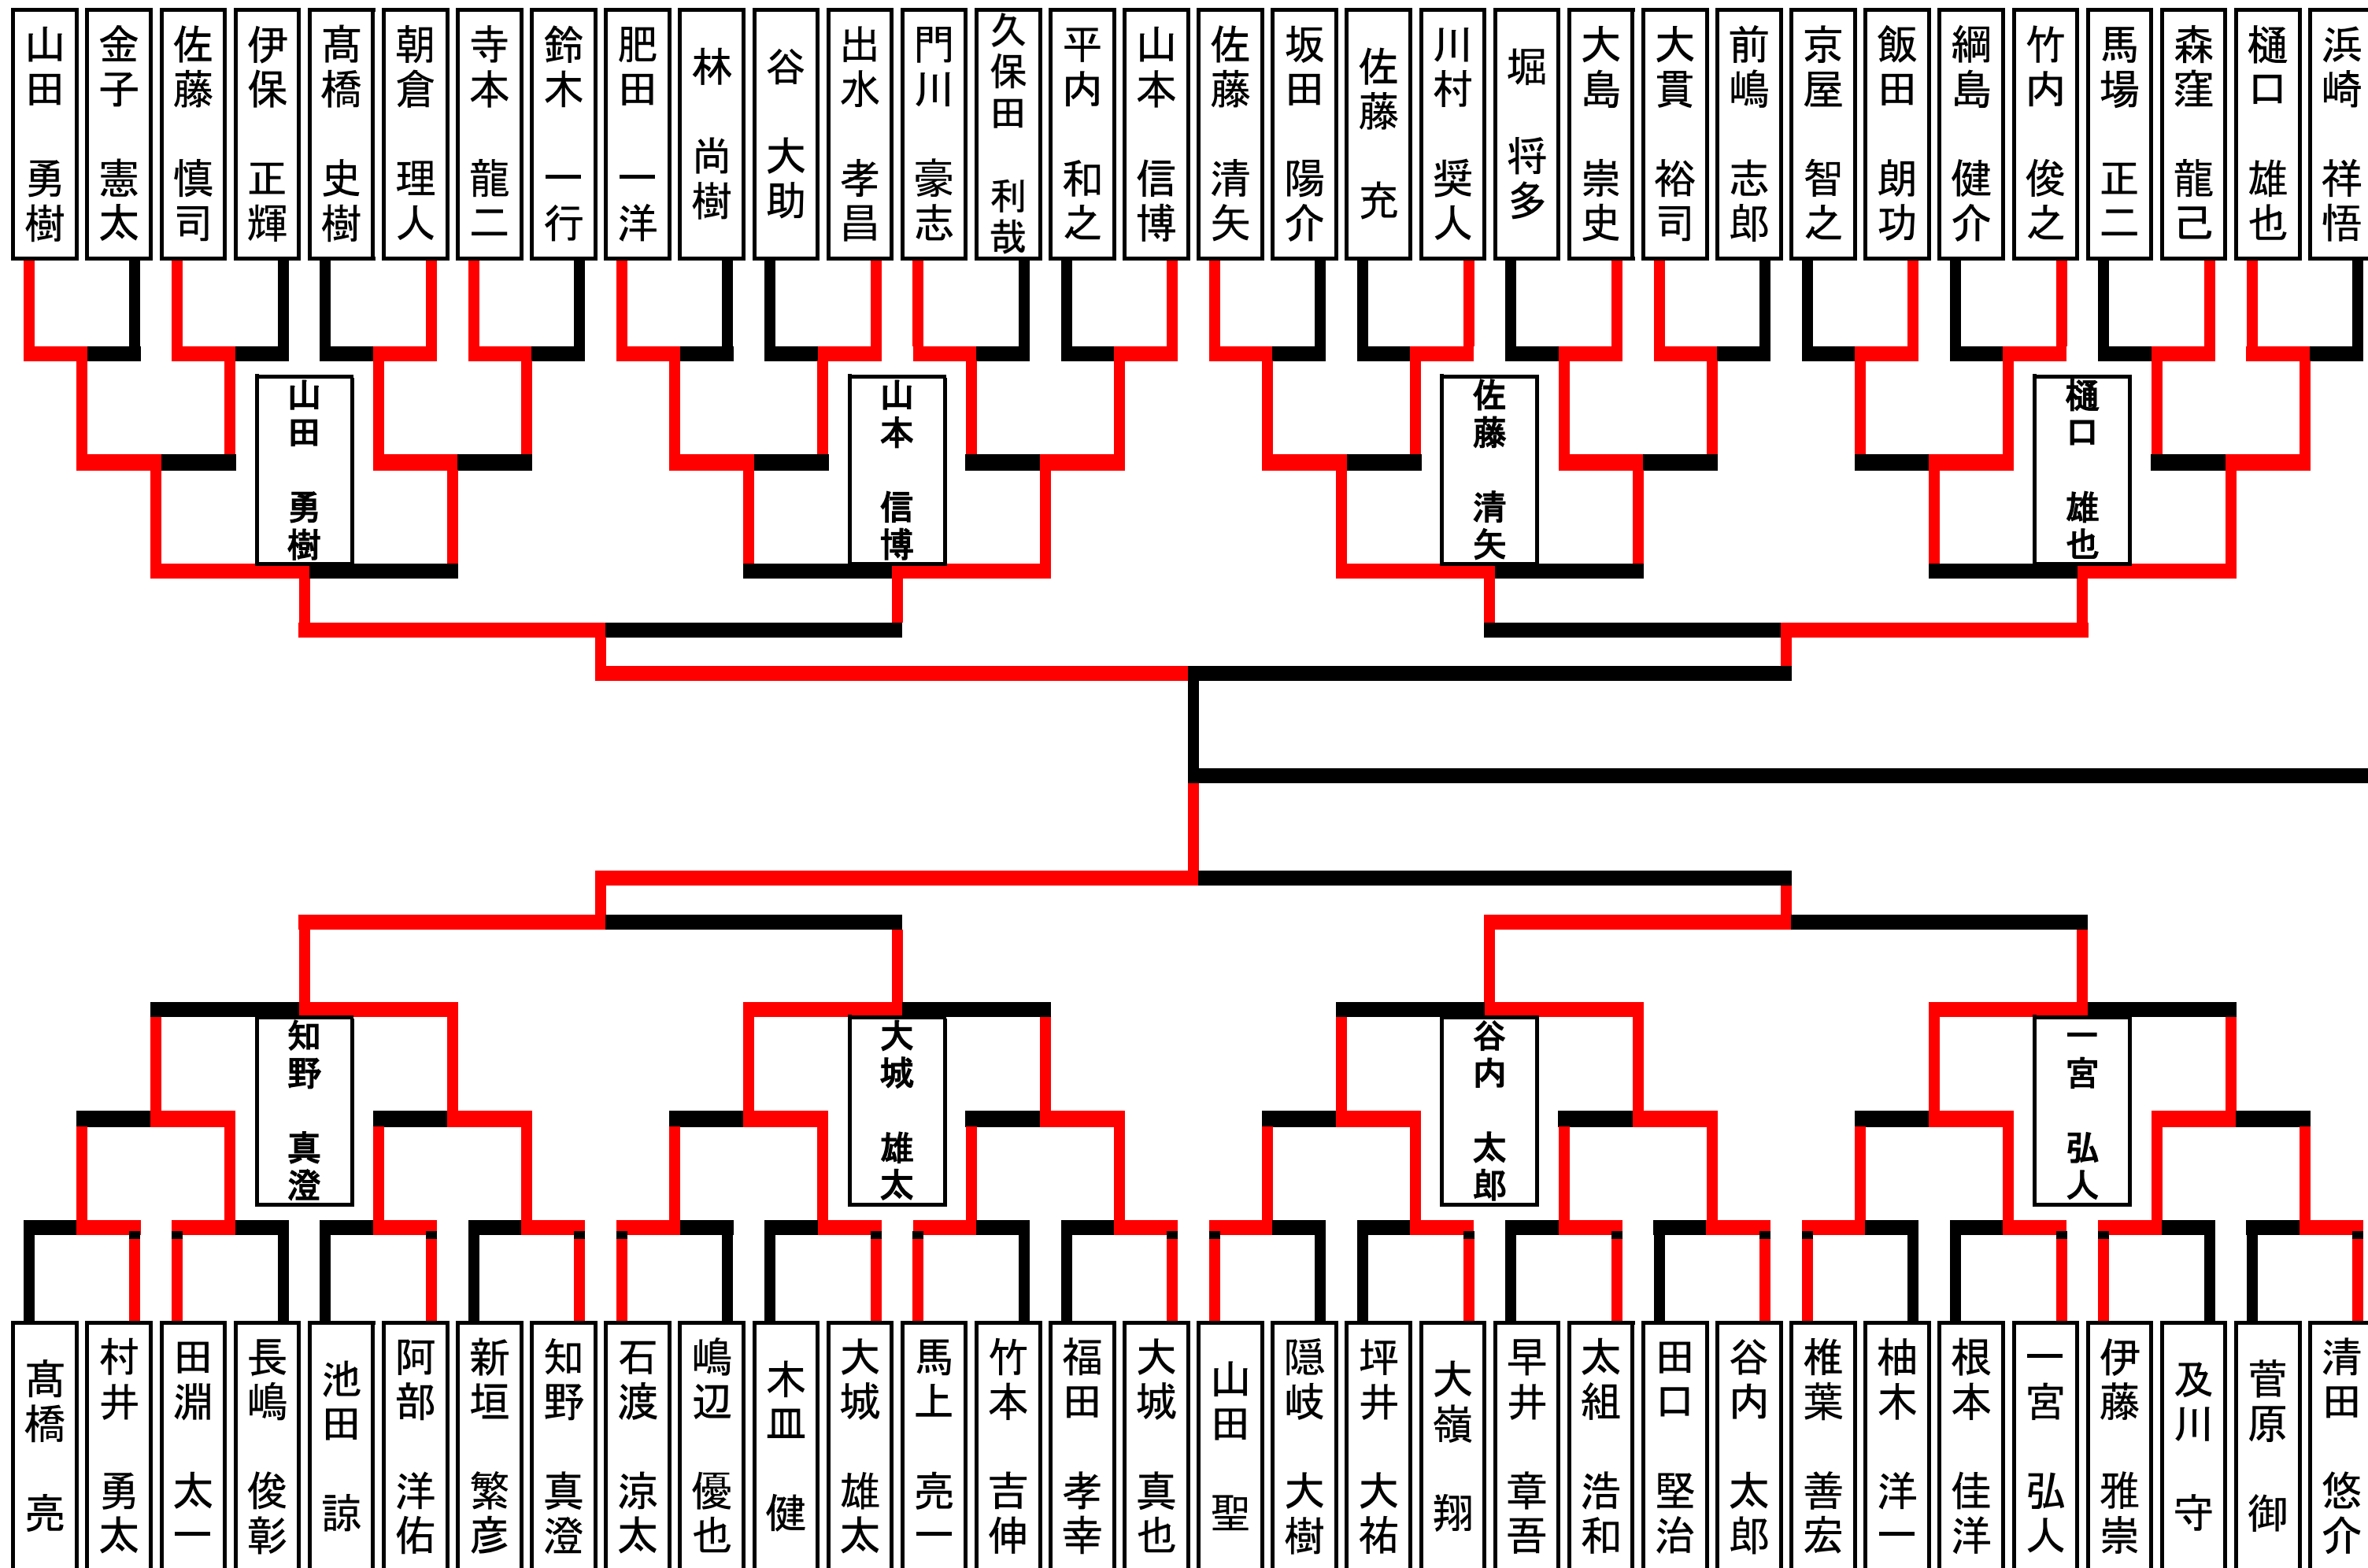 山田　勇樹
金子　憲太
佐藤　慎司
伊保　正輝
髙橋　史樹
朝倉　理人
寺本　龍二
鈴木　一行
肥田　一洋
林　尚樹
谷　大助
出水　孝昌
門川　豪志
久保田　利哉
平内　和之
山本　信博
佐藤　清矢
坂田　陽介
佐藤　充
川村　奨人
堀　将多
大島　崇史
大貫　裕司
前嶋　志郎
京屋　智之
飯田　朗功
綱島　健介
竹内　俊之
馬場　正二
森窪　龍己
樋口　雄也
浜崎　祥悟
山田　勇樹
山本　信博
佐藤　清矢
樋口　雄也
知野　真澄
大城　雄太
谷内　太郎
一宮　弘人
髙橋　亮
村井　勇太
田淵　太一
長嶋　俊彰
池田　諒
阿部　洋佑
新垣　繁彦
知野　真澄
石渡　涼太
嶋辺　優也
木皿　健
大城　雄太
馬上　亮一
竹本　吉伸
福田　孝幸
大城　真也
山田　聖
隠岐　大樹
坪井　大祐
大嶺　翔
早井　章吾
太組　浩和
田口　堅治
谷内　太郎
椎葉　善宏
柚木　洋一
根本　佳洋
一宮　弘人
伊藤　雅崇
及川　守
菅原　御
清田　悠介